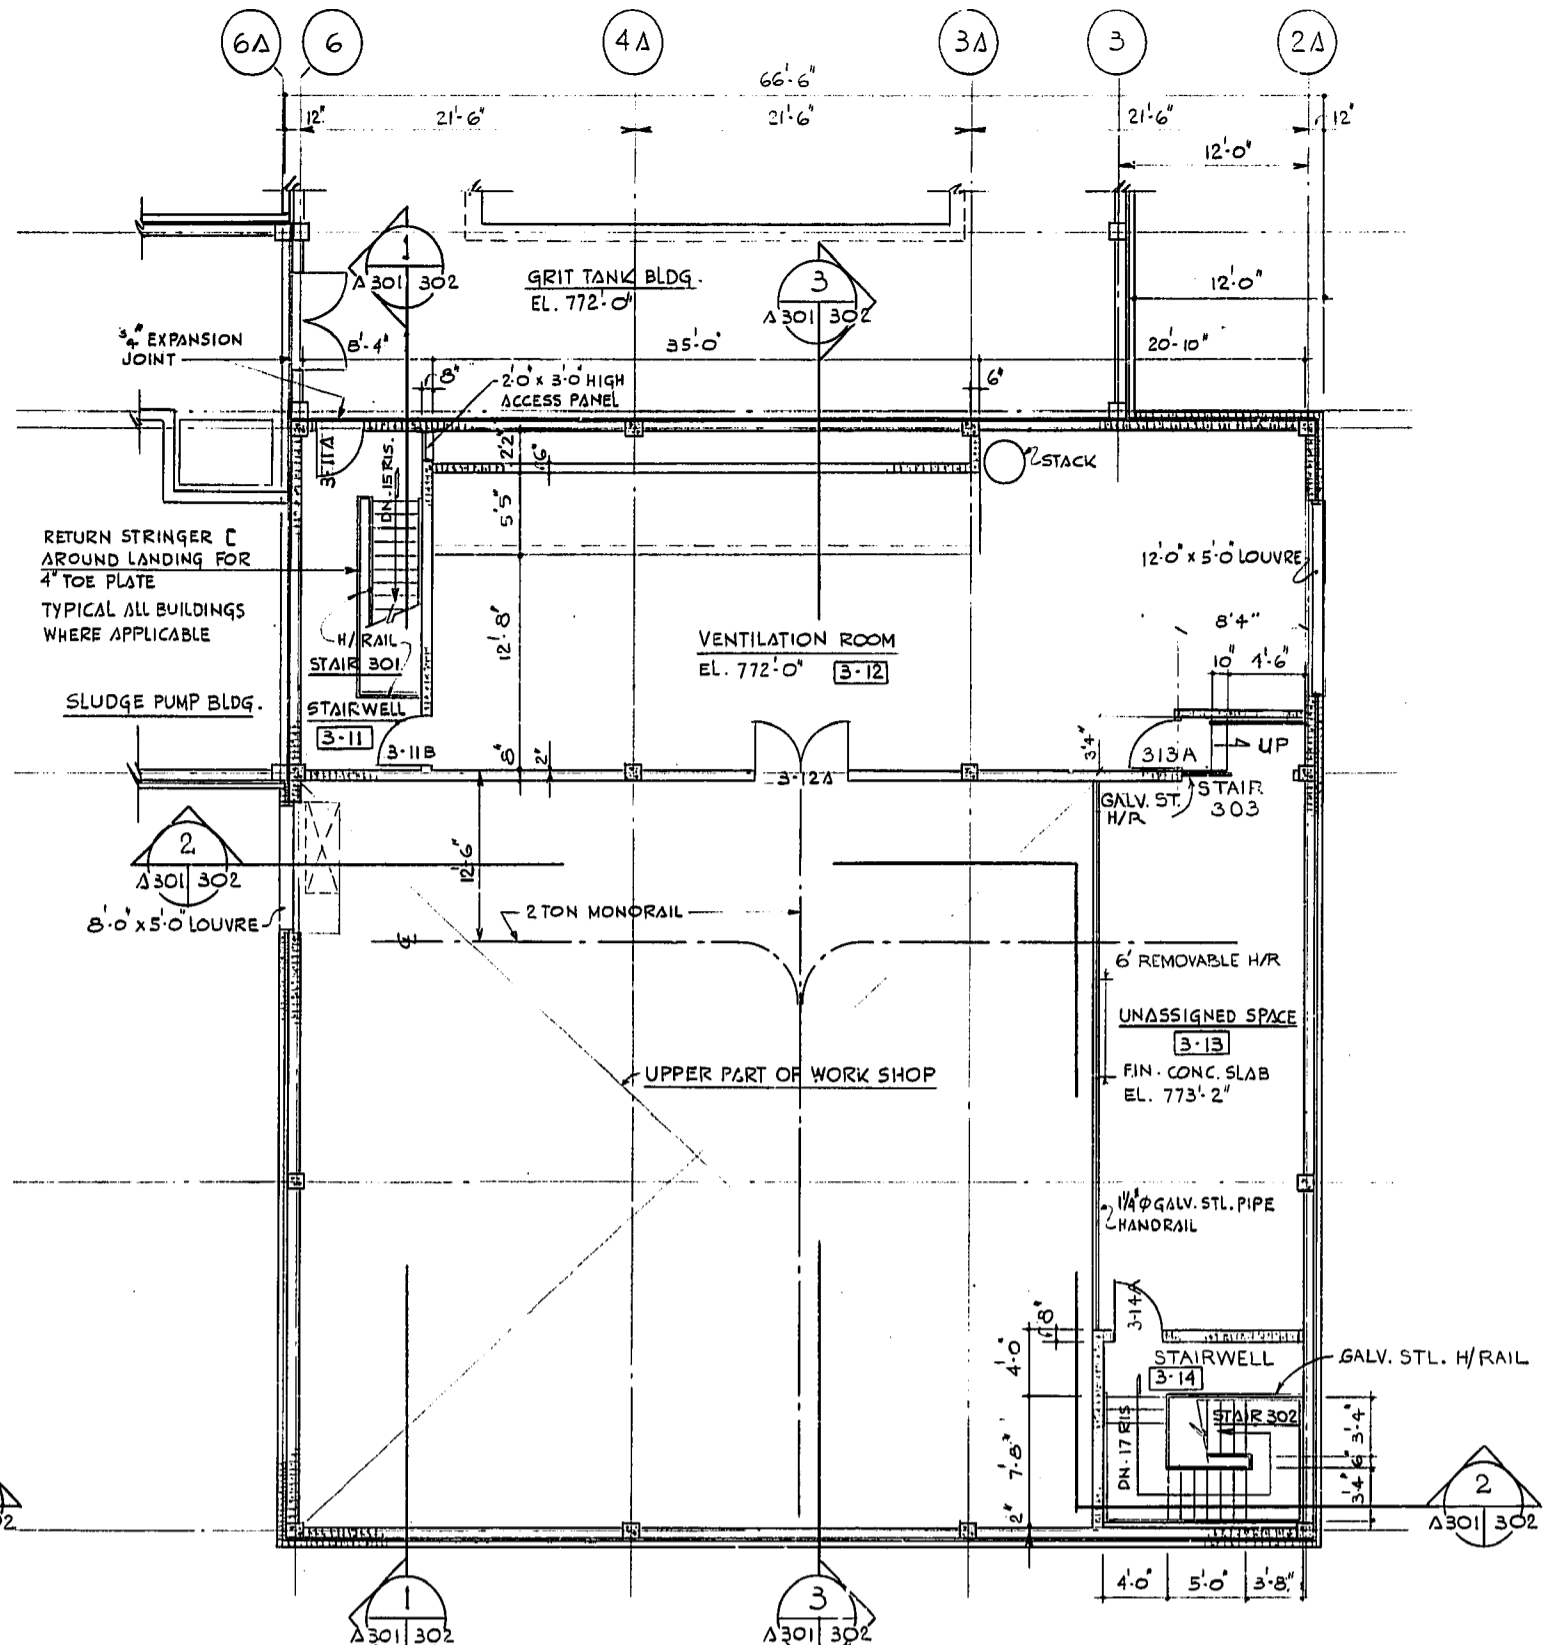 6A 6 4A 3A 3 2A
66'-6"
12" 21'-6" 21'-6" 21'-6" 12"
12'-0"
1
A301 302
GRIT TANK BLDG.
EL. 772'-0"
3
A301 302
12'-0"
3/4" EXPANSION
JOINT
8'-4" 35'-0" 20'-10"
8"
2'-0" x 3'-0" HIGH
ACCESS PANEL
6"
3-11A
DN-15 RIS.
2'2"
6"
STACK
5'5"
RETURN STRINGER [
AROUND LANDING FOR
4" TOE PLATE
TYPICAL ALL BUILDINGS
WHERE APPLICABLE
12'-0" x 5'-0" LOUVRE
H/RAIL
STAIR 301
12'-8"
VENTILATION ROOM
EL. 772'-0" 3-12
8'4"
10" 4'-6"
SLUDGE PUMP BLDG.
STAIRWELL
3-11
3-11B
8" 2"
3-12A
3'4"
313A
UP
GALV. ST.
H/R
STAIR
303
2
A301 302
12'-6"
8'-0" x 5'-0" LOUVRE
2 TON MONORAIL
℄
6' REMOVABLE H/R
UNASSIGNED SPACE
3-13
FIN. CONC. SLAB
EL. 773'-2"
UPPER PART OF WORK SHOP
1 1/4" Ø GALV. STL. PIPE
HANDRAIL
3-14A
8"
4'-0"
STAIRWELL
3-14
GALV. STL. H/RAIL
STAIR 302
DN-17 RIS
7'-8"
2"
3'-4"
6"
3'4"
2
A301 302
2
4'-0" 5'-0" 3'-8"
1
A301 302
3
A301 302